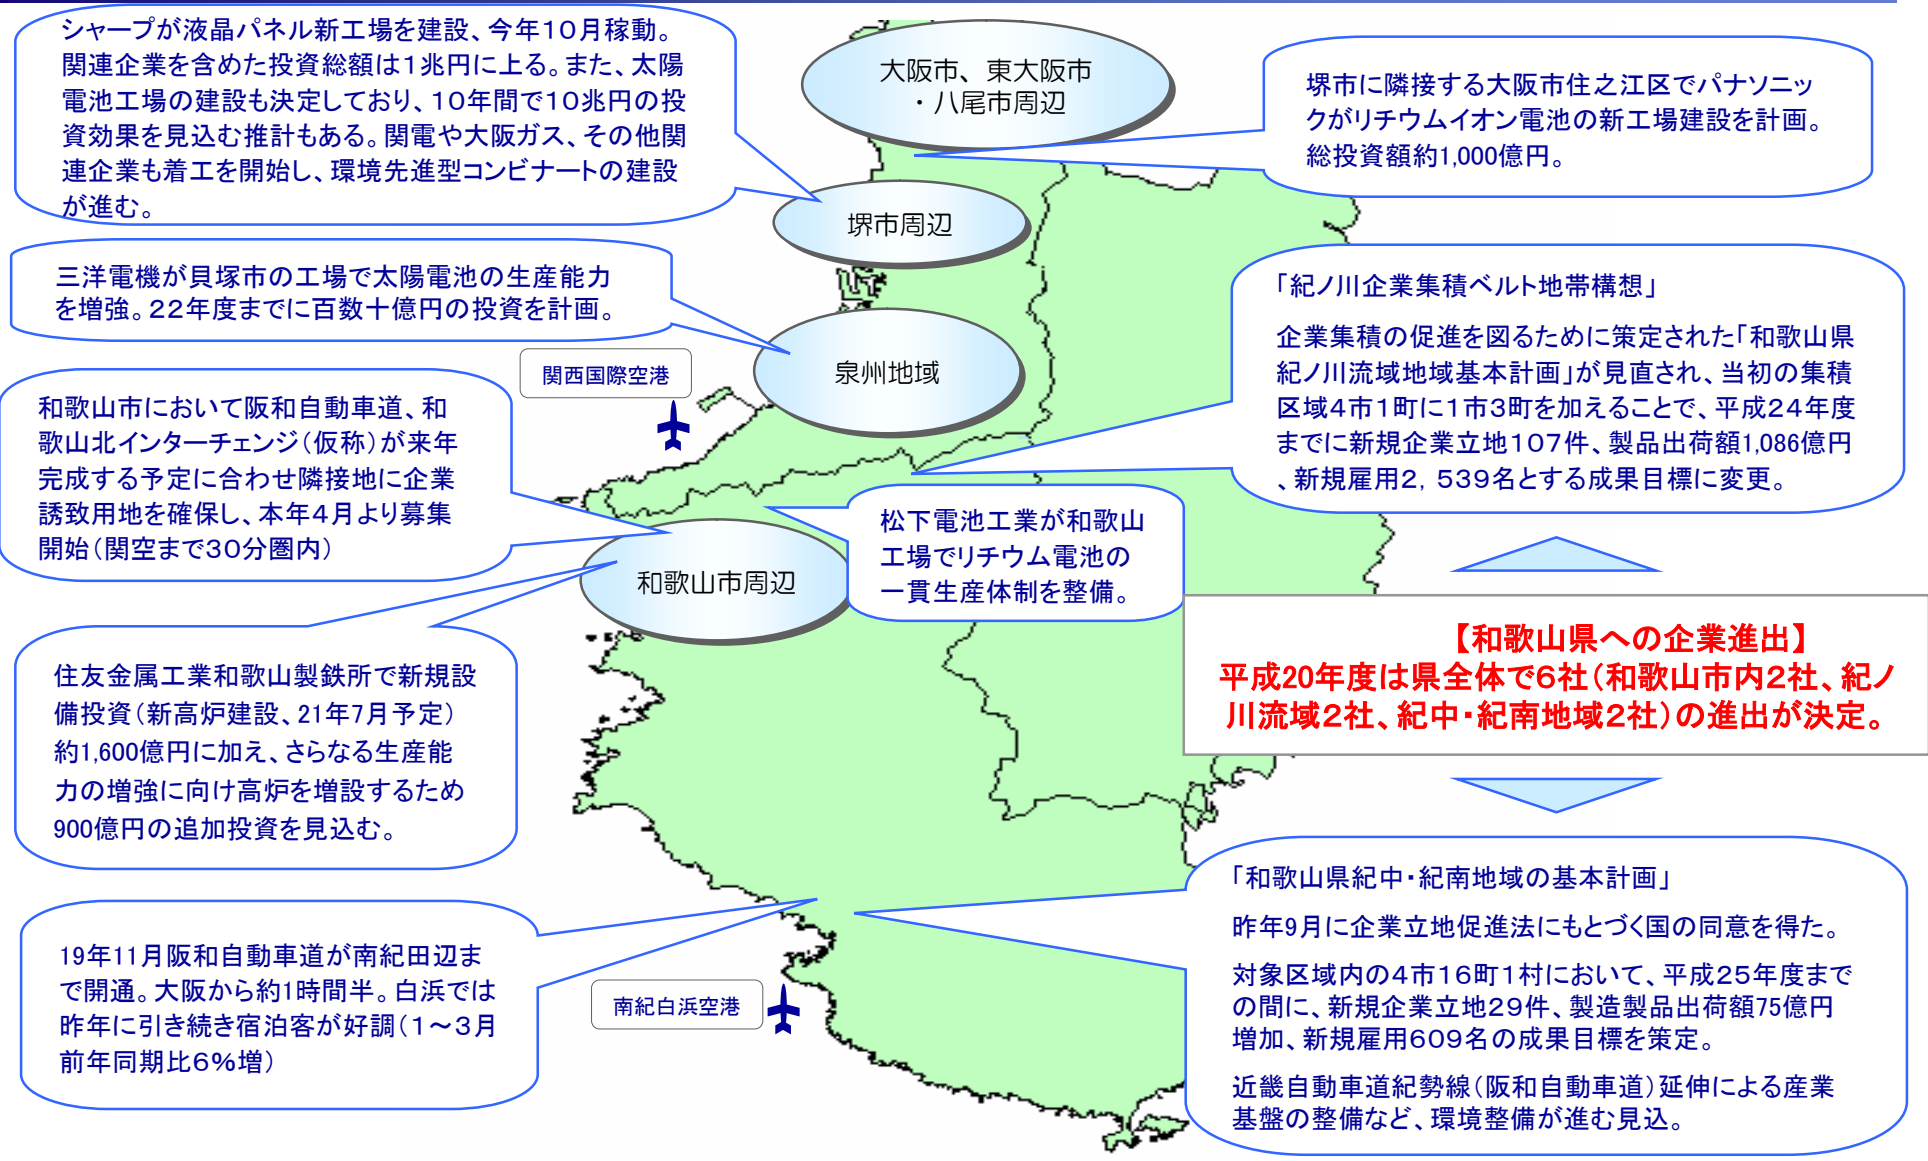 シャープが液晶パネル新工場を建設、今年10月稼動。
関連企業を含めた投資総額は1兆円に上る。また、太陽
電池工場の建設も決定しており、10年間で10兆円の投
資効果を見込む推計もある。関電や大阪ガス、その他関
連企業も着工を開始し、環境先進型コンビナートの建設
が進む。
大阪市、東大阪市
・八尾市周辺
堺市に隣接する大阪市住之江区でパナソニッ
クがリチウムイオン電池の新工場建設を計画。
総投資額約1,000億円。
堺市周辺
三洋電機が貝塚市の工場で太陽電池の生産能力
を増強。22年度までに百数十億円の投資を計画。
泉州地域
関西国際空港
「紀ノ川企業集積ベルト地帯構想」
企業集積の促進を図るために策定された「和歌山県
紀ノ川流域地域基本計画」が見直され、当初の集積
区域4市1町に1市3町を加えることで、平成24年度
までに新規企業立地107件、製品出荷額1,086億円
、新規雇用2，539名とする成果目標に変更。
和歌山市において阪和自動車道、和
歌山北インターチェンジ（仮称）が来年
完成する予定に合わせ隣接地に企業
誘致用地を確保し、本年4月より募集
開始（関空まで30分圏内）
松下電池工業が和歌山
工場でリチウム電池の
一貫生産体制を整備。
和歌山市周辺
【和歌山県への企業進出】
平成20年度は県全体で6社（和歌山市内2社、紀ノ
川流域2社、紀中・紀南地域2社）の進出が決定。
住友金属工業和歌山製鉄所で新規設
備投資（新高炉建設、21年7月予定）
約1,600億円に加え、さらなる生産能
力の増強に向け高炉を増設するため
900億円の追加投資を見込む。
「和歌山県紀中・紀南地域の基本計画」
昨年9月に企業立地促進法にもとづく国の同意を得た。
対象区域内の4市16町1村において、平成25年度まで
の間に、新規企業立地29件、製造製品出荷額75億円
増加、新規雇用609名の成果目標を策定。
近畿自動車道紀勢線（阪和自動車道）延伸による産業
基盤の整備など、環境整備が進む見込。
19年11月阪和自動車道が南紀田辺ま
で開通。大阪から約1時間半。白浜では
昨年に引き続き宿泊客が好調（1～3月
前年同期比6%増）
南紀白浜空港